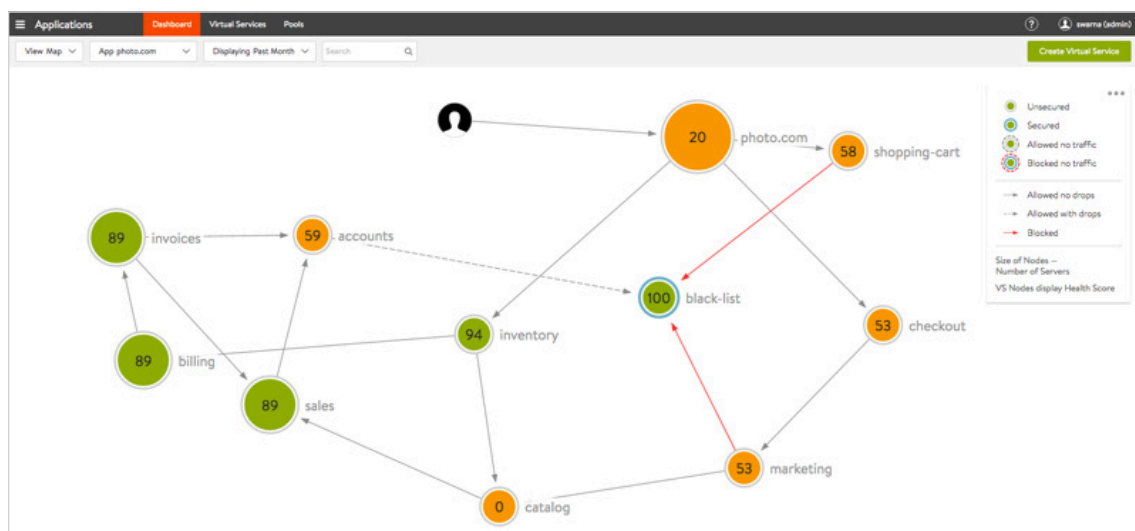 Applications Dashboard Virtual Services Pools ? swarna (admin)
View Map App photo.com Displaying Past Month Search Create Virtual Service
20 photo.com
58 shopping-cart
89 invoices
59 accounts
100 black-list
53 checkout
94 inventory
89 billing
89 sales
53 marketing
0 catalog
Unsecured
Secured
Allowed no traffic
Blocked no traffic
Allowed no drops
Allowed with drops
Blocked
Size of Nodes —
Number of Servers
VS Nodes display Health Score